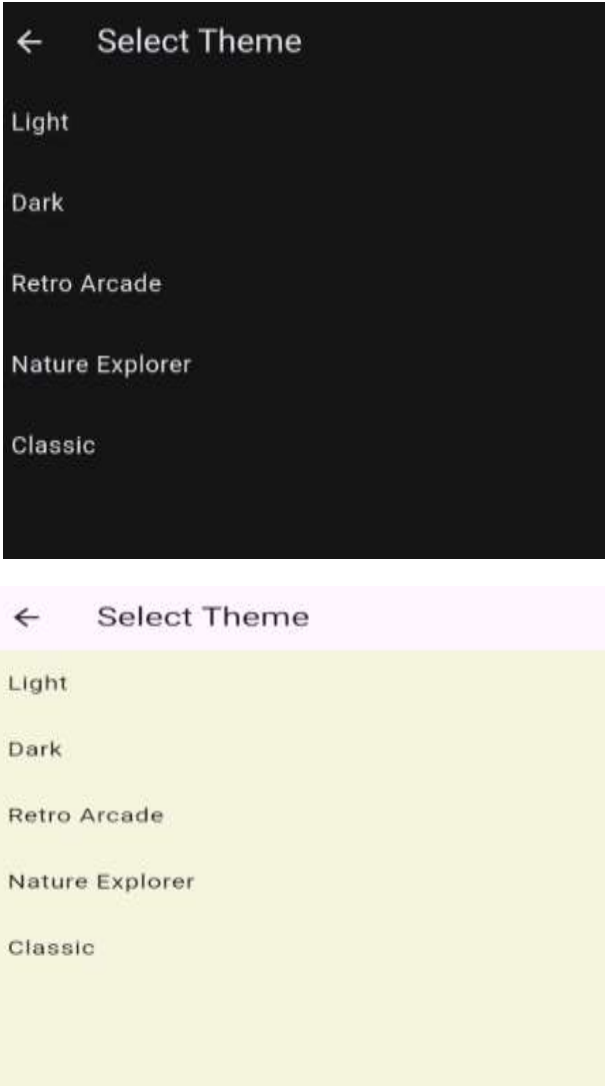 Select Theme
Light
Dark
Retro Arcade
Nature Explorer
Classic
Select Theme
Light
Dark
Retro Arcade
Nature Explorer
Classic